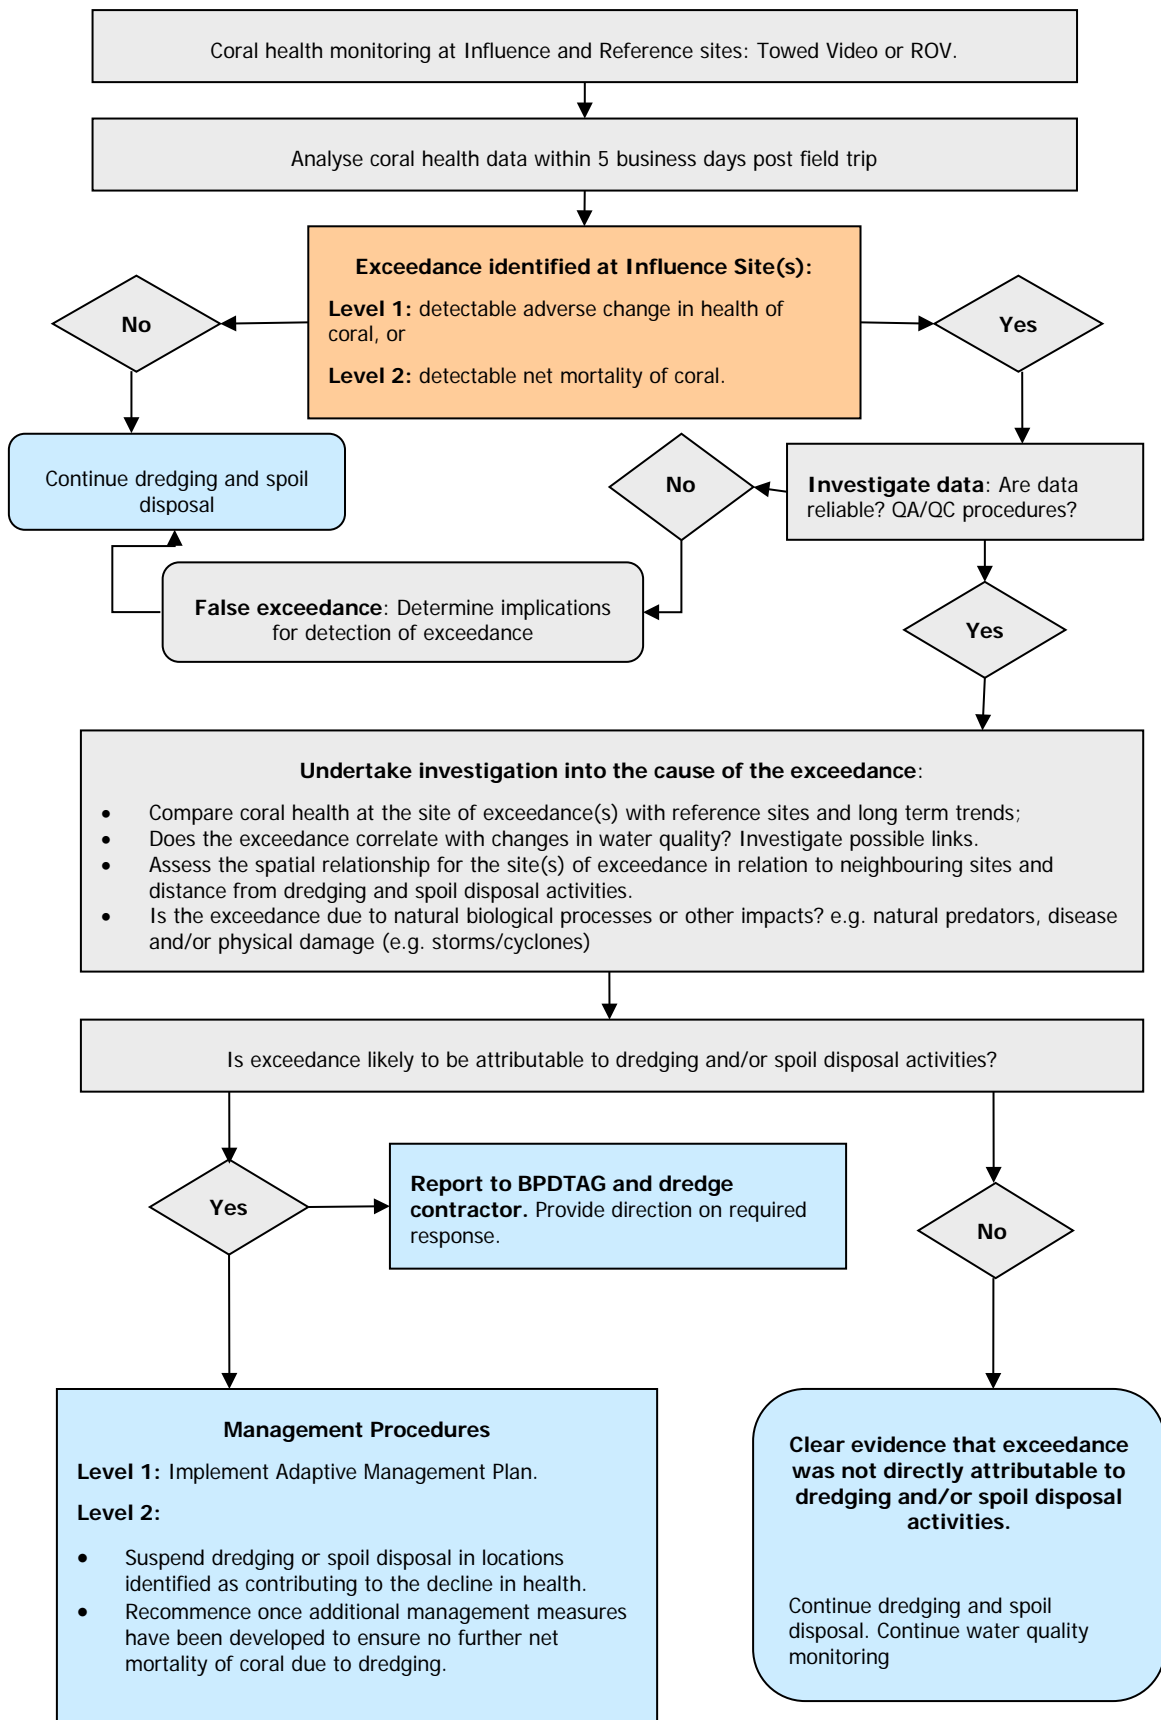 Coral health monitoring at Influence and Reference sites: Towed Video or ROV.
Analyse coral health data within 5 business days post field trip
Exceedance identified at Influence Site(s):
Level 1: detectable adverse change in health of
coral, or
Level 2: detectable net mortality of coral.
No
Yes
Continue dredging and spoil
disposal
No
Investigate data: Are data
reliable? QA/QC procedures?
False exceedance: Determine implications
for detection of exceedance
Yes
Undertake investigation into the cause of the exceedance:
• Compare coral health at the site of exceedance(s) with reference sites and long term trends;
• Does the exceedance correlate with changes in water quality? Investigate possible links.
• Assess the spatial relationship for the site(s) of exceedance in relation to neighbouring sites and
distance from dredging and spoil disposal activities.
• Is the exceedance due to natural biological processes or other impacts? e.g. natural predators, disease
and/or physical damage (e.g. storms/cyclones)
Is exceedance likely to be attributable to dredging and/or spoil disposal activities?
Yes
Report to BPDTAG and dredge
contractor. Provide direction on required
response.
No
Management Procedures
Level 1: Implement Adaptive Management Plan.
Level 2:
• Suspend dredging or spoil disposal in locations
identified as contributing to the decline in health.
• Recommence once additional management measures
have been developed to ensure no further net
mortality of coral due to dredging.
Clear evidence that exceedance
was not directly attributable to
dredging and/or spoil disposal
activities.
Continue dredging and spoil
disposal. Continue water quality
monitoring